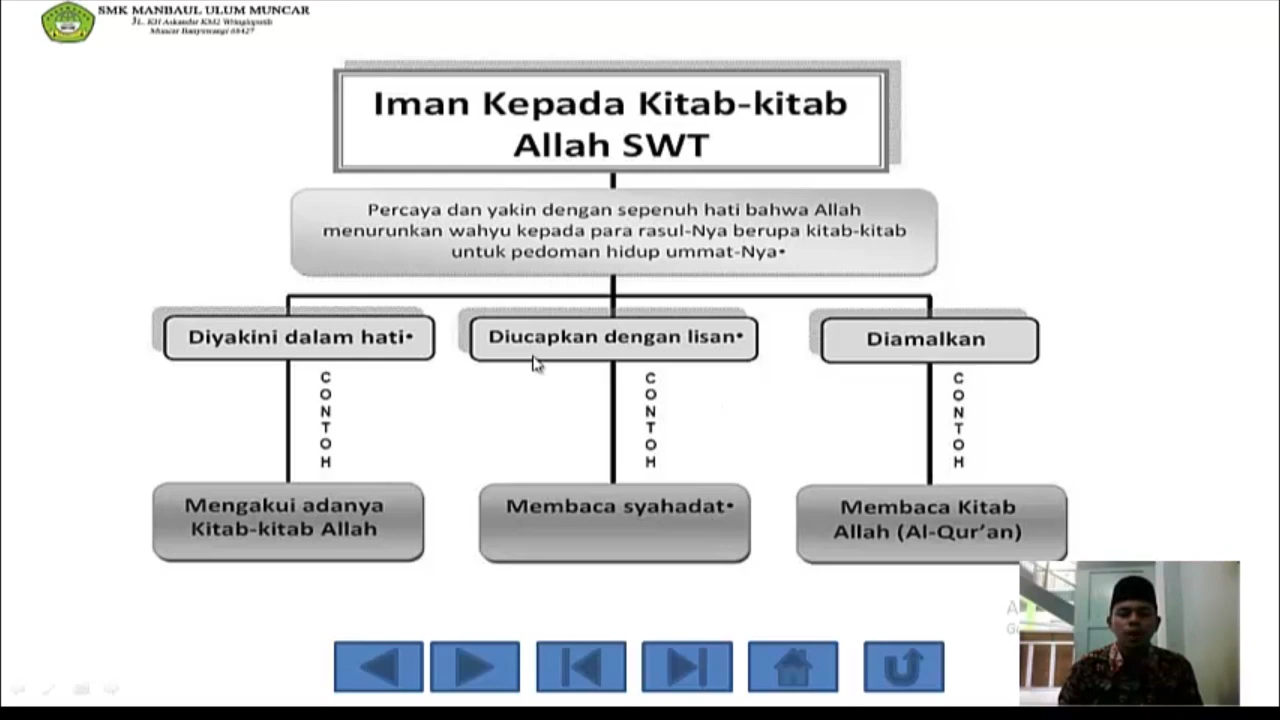 SMK MANBAUL ULUM MUNCAR
JL. KH Askandar KM2 Wringinputih
Muncar Banyuwangi 68427
Iman Kepada Kitab-kitab
Allah SWT
Percaya dan yakin dengan sepenuh hati bahwa Allah
menurunkan wahyu kepada para rasul-Nya berupa kitab-kitab
untuk pedoman hidup ummat-Nya•
Diyakini dalam hati•
Diucapkan dengan lisan•
Diamalkan
CONTOH
CONTOH
CONTOH
Mengakui adanya
Kitab-kitab Allah
Membaca syahadat•
Membaca Kitab
Allah (Al-Qur’an)